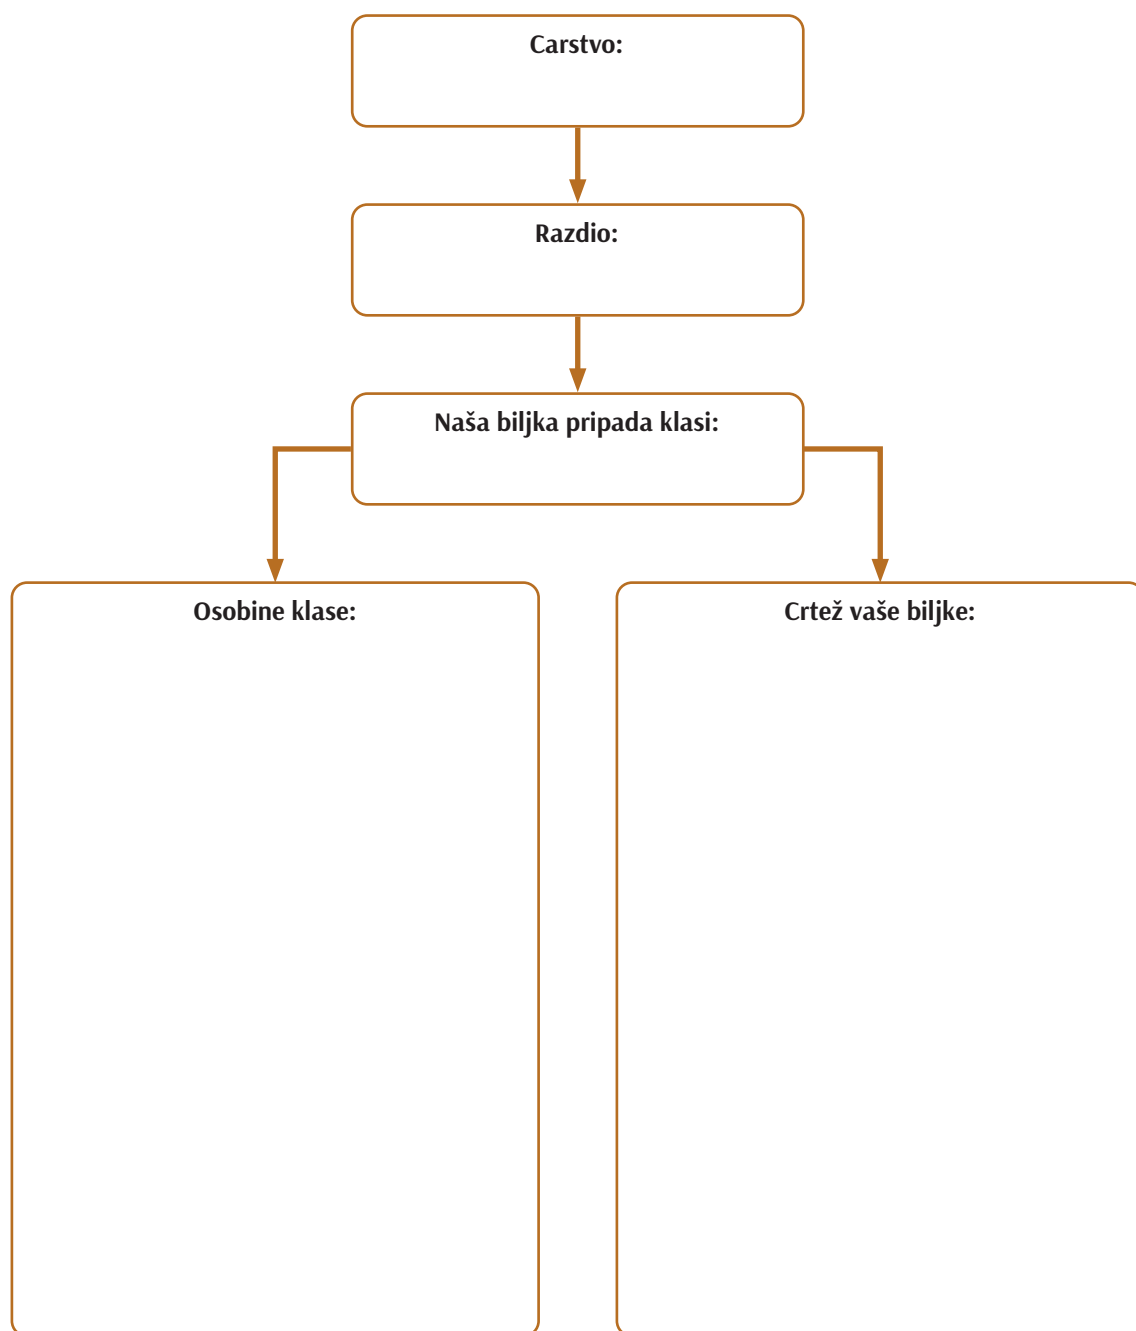 Carstvo:
Razdio:
Naša biljka pripada klasi:
Osobine klase:
Crtež vaše biljke: